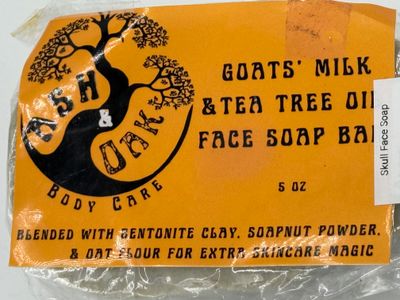 ASH
&
OAK
BODY CARE
GOATS' MILK
& TEA TREE OIL
FACE SOAP BA
5 OZ
BLENDED WITH BENTONITE CLAY, SOAPNUT POWDER,
& OAT FLOUR FOR EXTRA SKINCARE MAGIC
Skull Face Soap